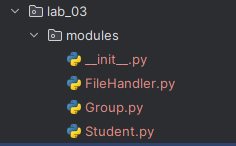 lab_03
modules
__init__.py
FileHandler.py
Group.py
Student.py